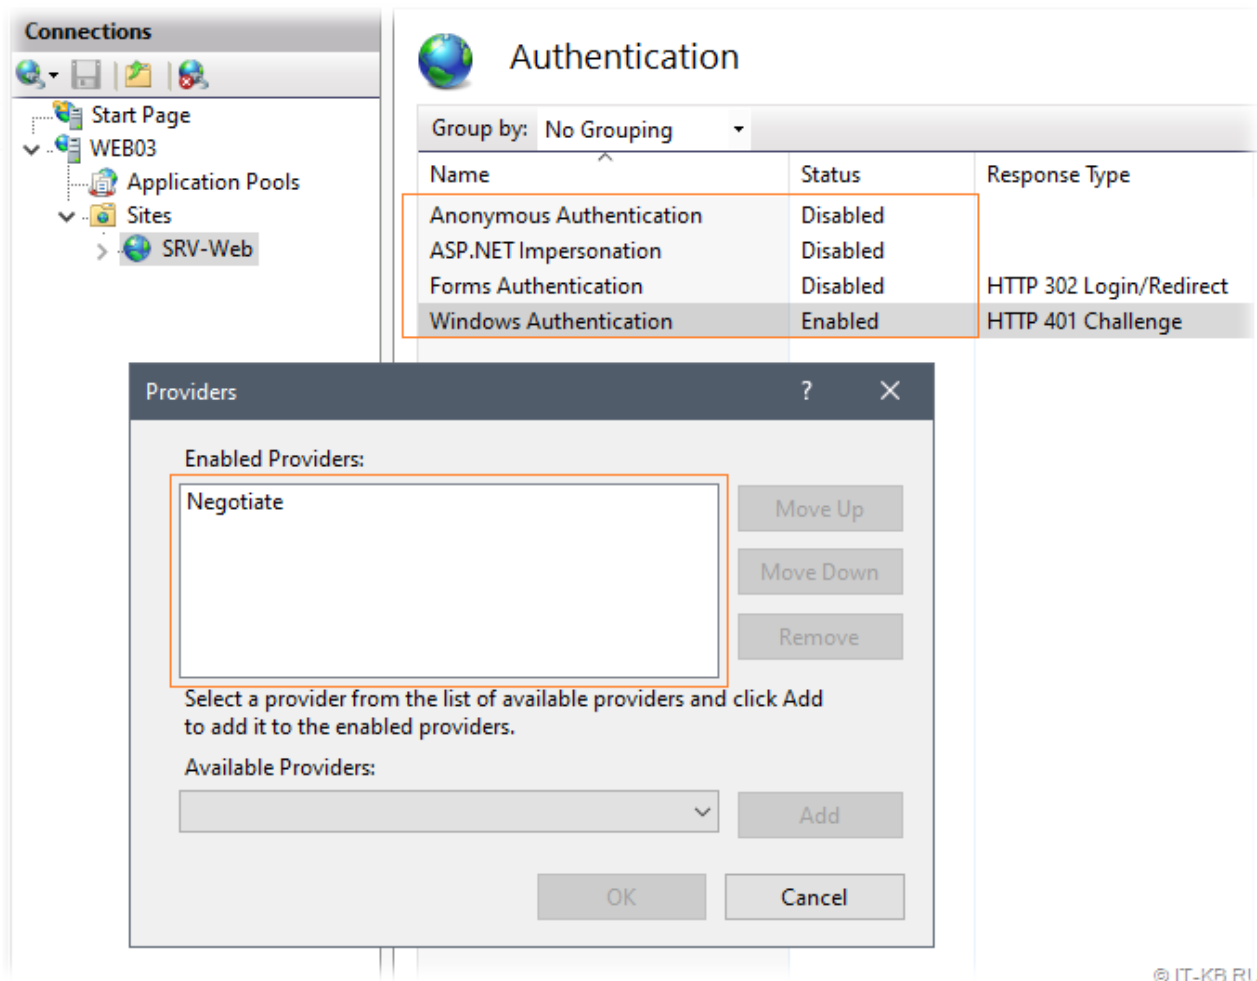 Connections
Authentication
Start Page
WEB03
Application Pools
Sites
SRV-Web
Group by: No Grouping
Name Status Response Type
Anonymous Authentication Disabled
ASP.NET Impersonation Disabled
Forms Authentication Disabled HTTP 302 Login/Redirect
Windows Authentication Enabled HTTP 401 Challenge
Providers ?
Enabled Providers:
Negotiate
Move Up
Move Down
Remove
Select a provider from the list of available providers and click Add
to add it to the enabled providers.
Available Providers:
Add
OK Cancel
© IT-KB.RU